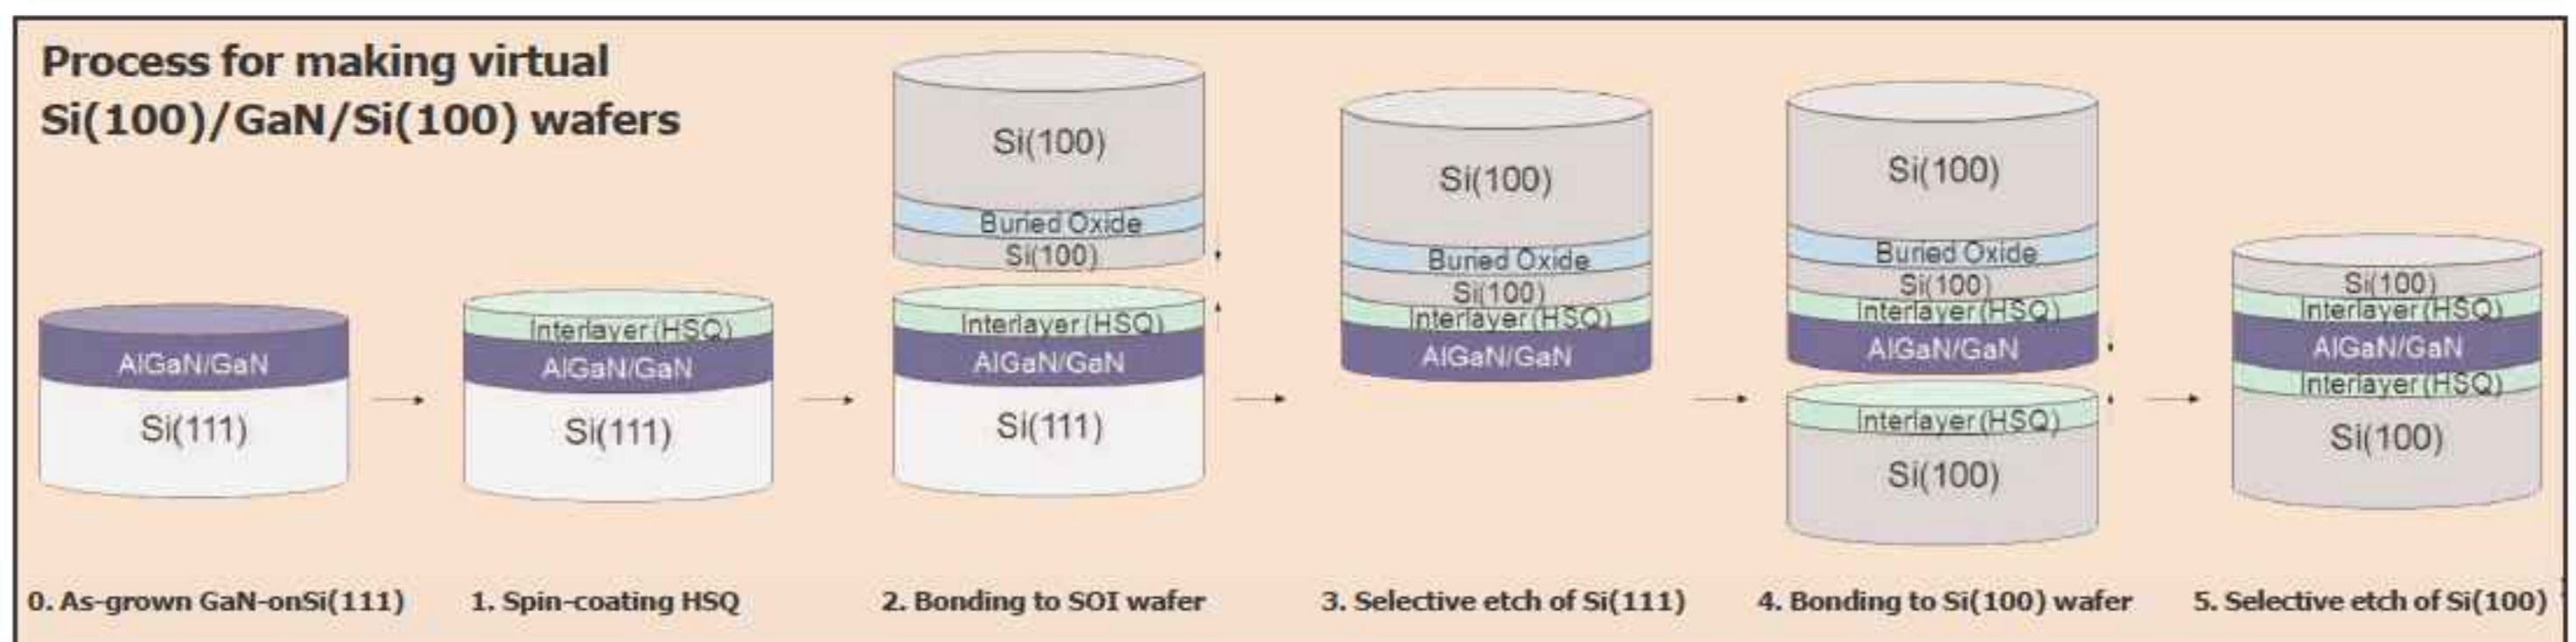 Process for making virtual
Si(100)/GaN/Si(100) wafers
AlGaN/GaN
Si(111)
Interlayer(HSQ)
AlGaN/GaN
Si(111)
Si(100)
Buried Oxide
Si(100)
Interlayer(HSQ)
AlGaN/GaN
Si(111)
Si(100)
Buried Oxide
Si(100)
Interlayer(HSQ)
AlGaN/GaN
Si(100)
Buried Oxide
Si(100)
Interlayer(HSQ)
AlGaN/GaN
Interlayer(HSQ)
Si(100)
Si(100)
Interlayer(HSQ)
AlGaN/GaN
Interlayer(HSQ)
Si(100)
0. As-grown GaN-onSi(111)
1. Spin-coating HSQ
2. Bonding to SOI wafer
3. Selective etch of Si(111)
4. Bonding to Si(100) wafer
5. Selective etch of Si(100)